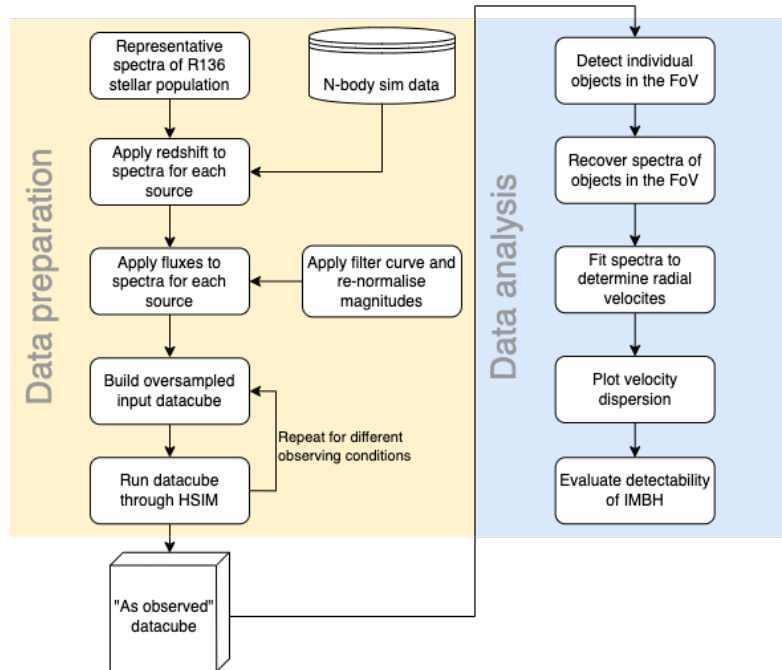 Data preparation
Representative
spectra of R136
stellar population
N-body sim data
Apply redshift to
spectra for each
source
Apply fluxes to
spectra for each
source
Apply filter curve and
re-normalise
magnitudes
Build oversampled
input datacube
Repeat for different
observing conditions
Run datacube
through HSIM
"As observed"
datacube
Data analysis
Detect individual
objects in the FoV
Recover spectra of
objects in the FoV
Fit spectra to
determine radial
velocites
Plot velocity
dispersion
Evaluate detectability
of IMBH